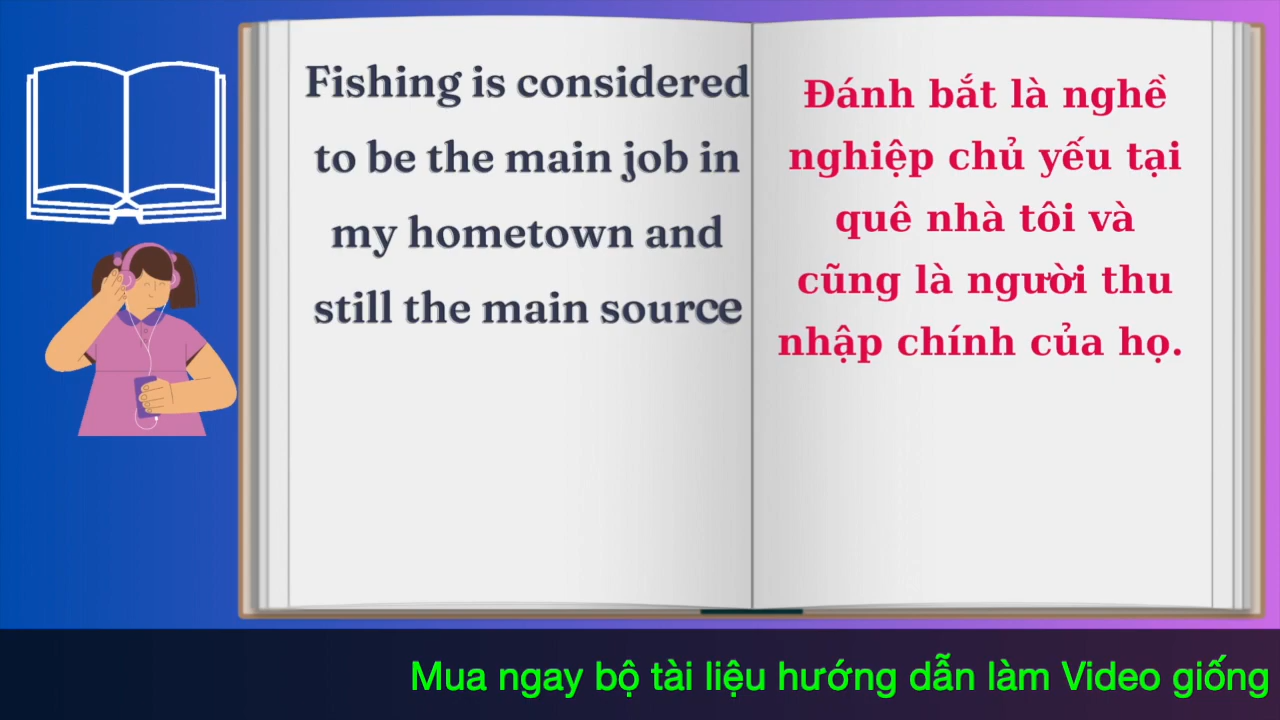 Fishing is considered
to be the main job in
my hometown and
still the main source
Đánh bắt là nghề
nghiệp chủ yếu tại
quê nhà tôi và
cũng là người thu
nhập chính của họ.
Mua ngay bộ tài liệu hướng dẫn làm Video giống